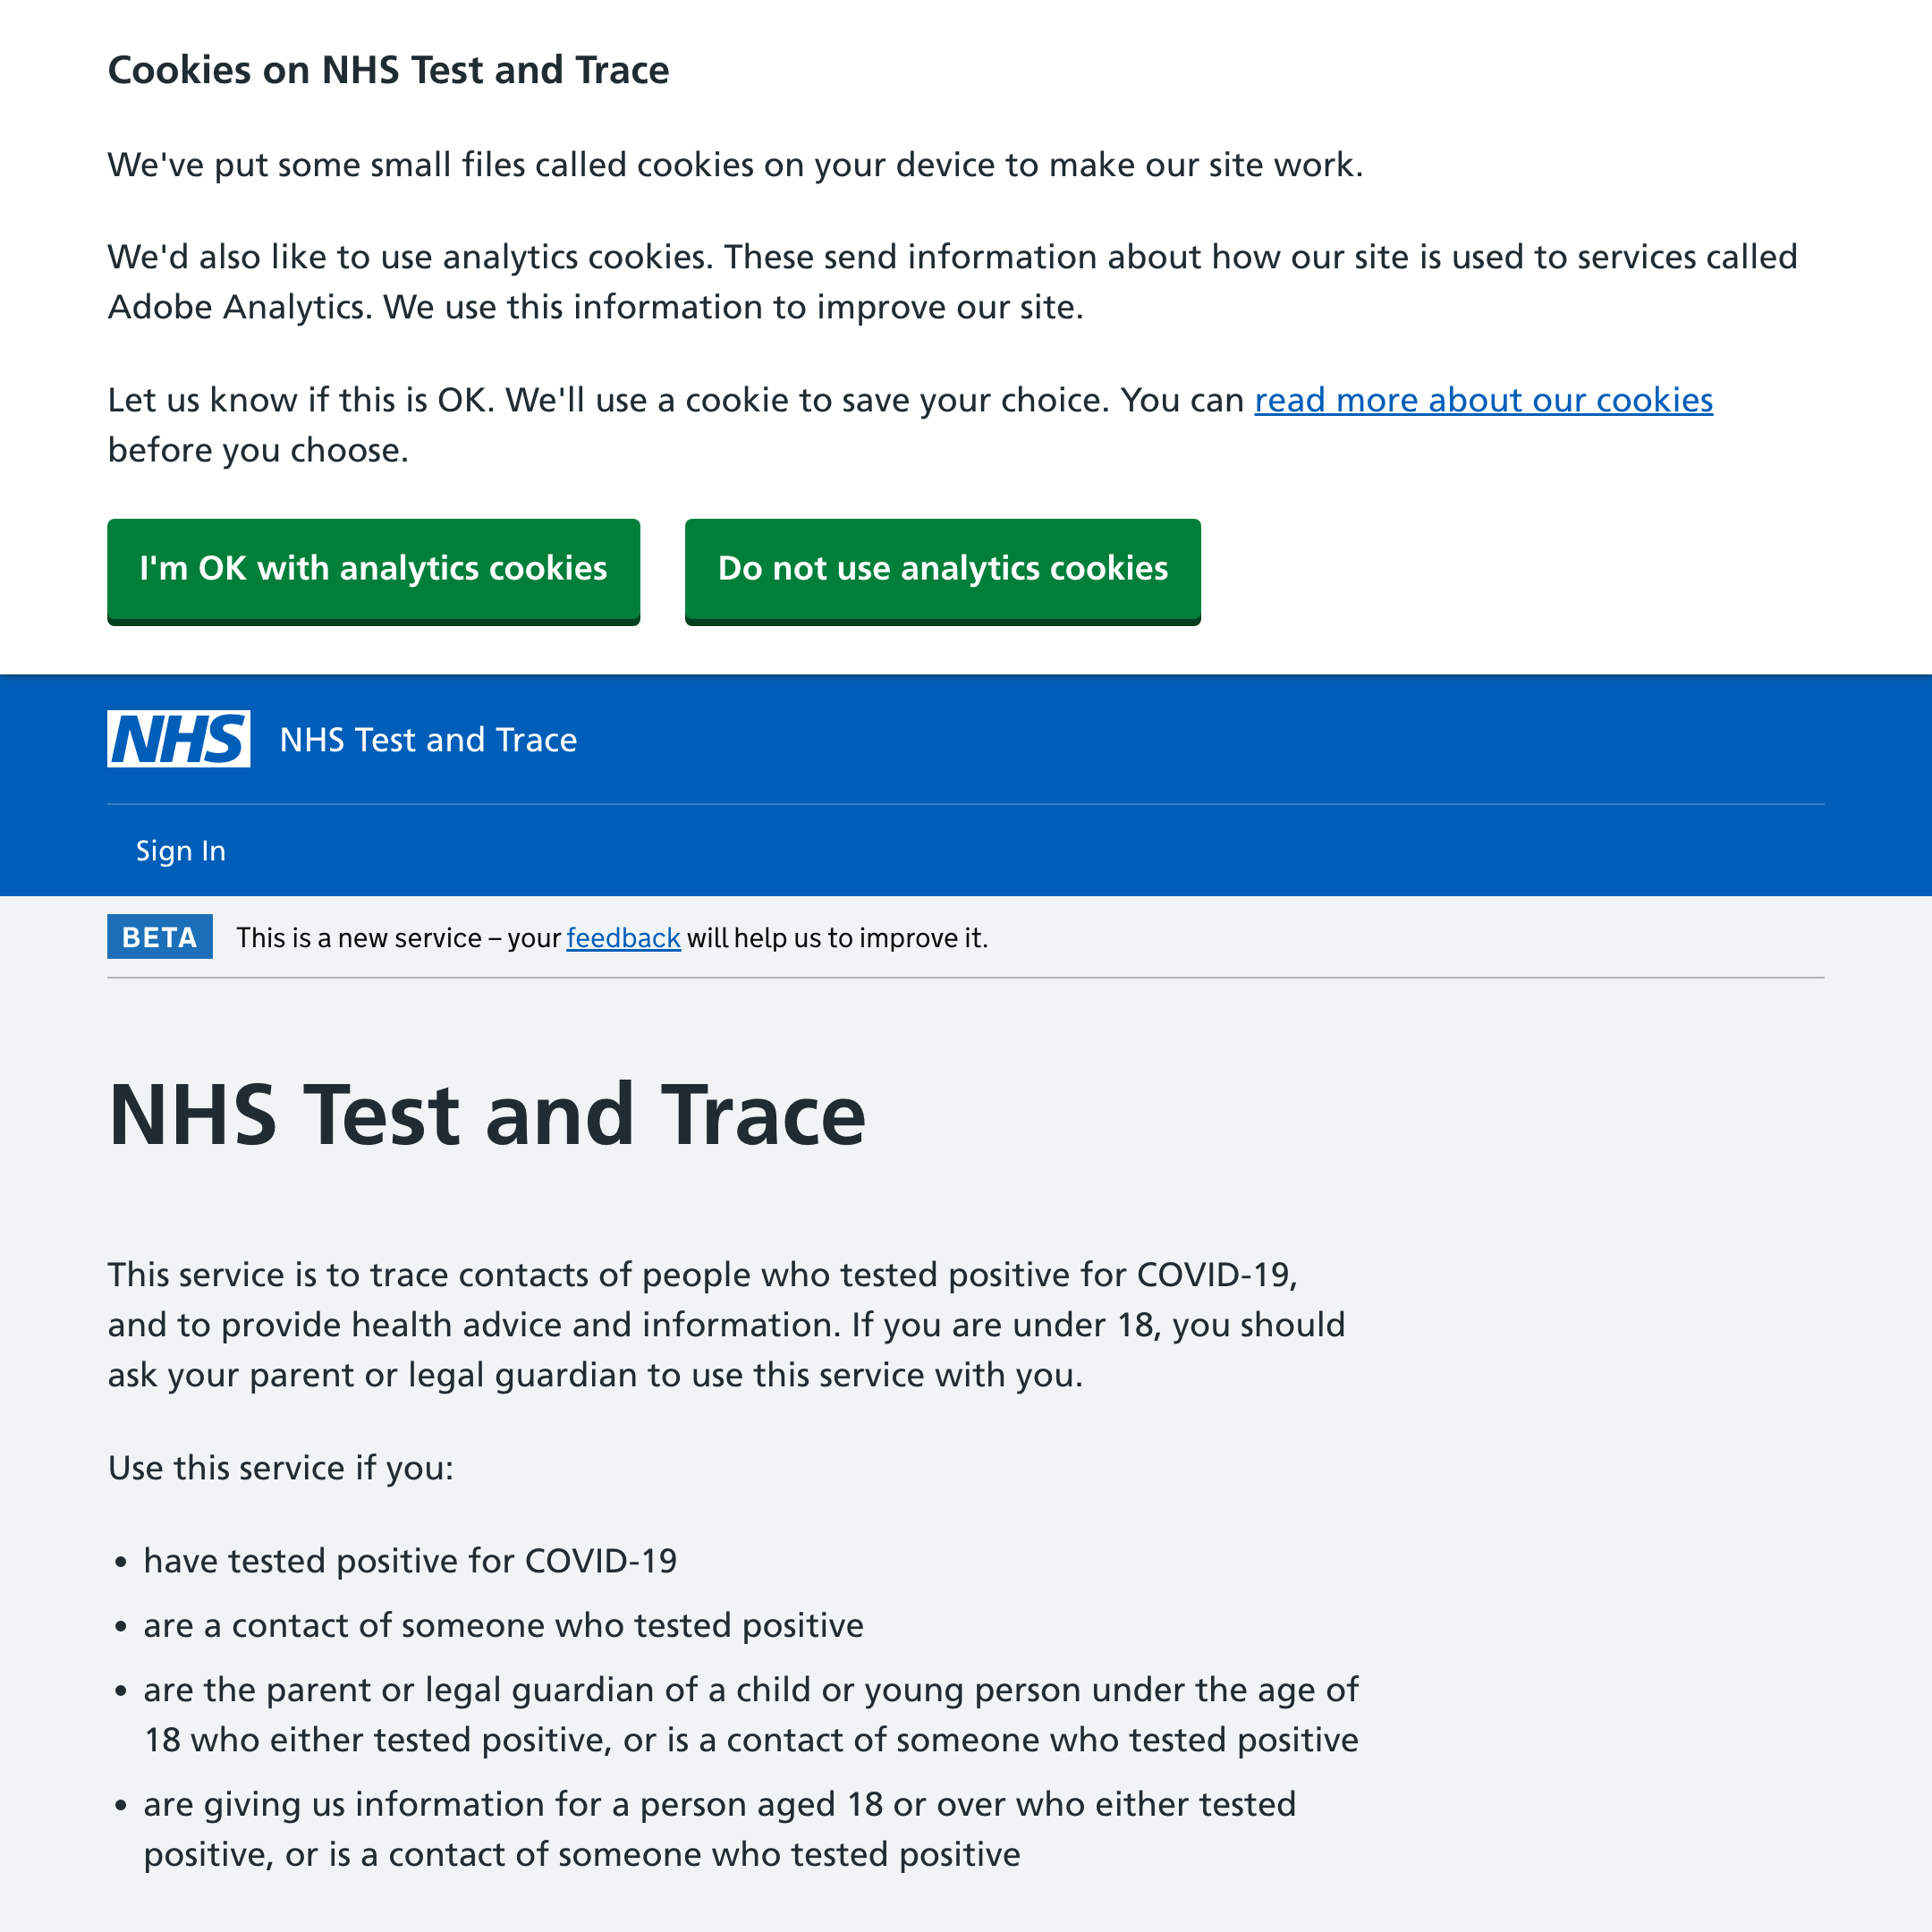 Cookies on NHS Test and Trace
We've put some small files called cookies on your device to make our site work.
We'd also like to use analytics cookies. These send information about how our site is used to services called
Adobe Analytics. We use this information to improve our site.
Let us know if this is OK. We'll use a cookie to save your choice. You can read more about our cookies
before you choose.
I'm OK with analytics cookies
Do not use analytics cookies
NHS NHS Test and Trace
Sign In
BETA This is a new service – your feedback will help us to improve it.
NHS Test and Trace
This service is to trace contacts of people who tested positive for COVID-19,
and to provide health advice and information. If you are under 18, you should
ask your parent or legal guardian to use this service with you.
Use this service if you:
• have tested positive for COVID-19
• are a contact of someone who tested positive
• are the parent or legal guardian of a child or young person under the age of
18 who either tested positive, or is a contact of someone who tested positive
• are giving us information for a person aged 18 or over who either tested
positive, or is a contact of someone who tested positive